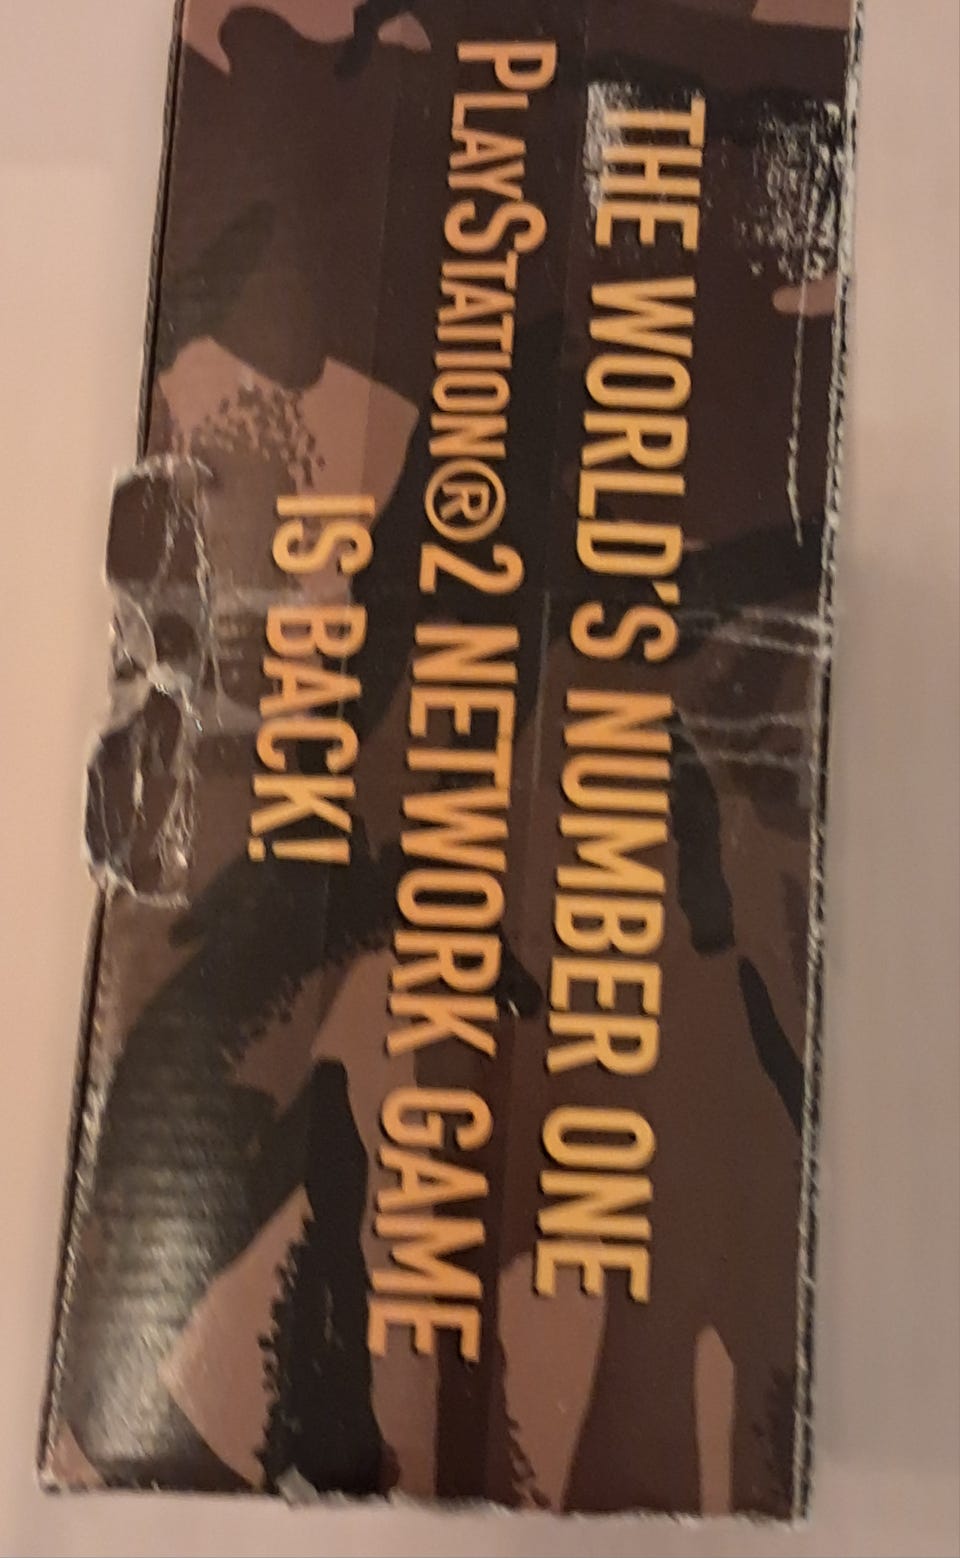 THE WORLD'S NUMBER ONE
PLAYSTATION®2 NETWORK GAME
IS BACK!